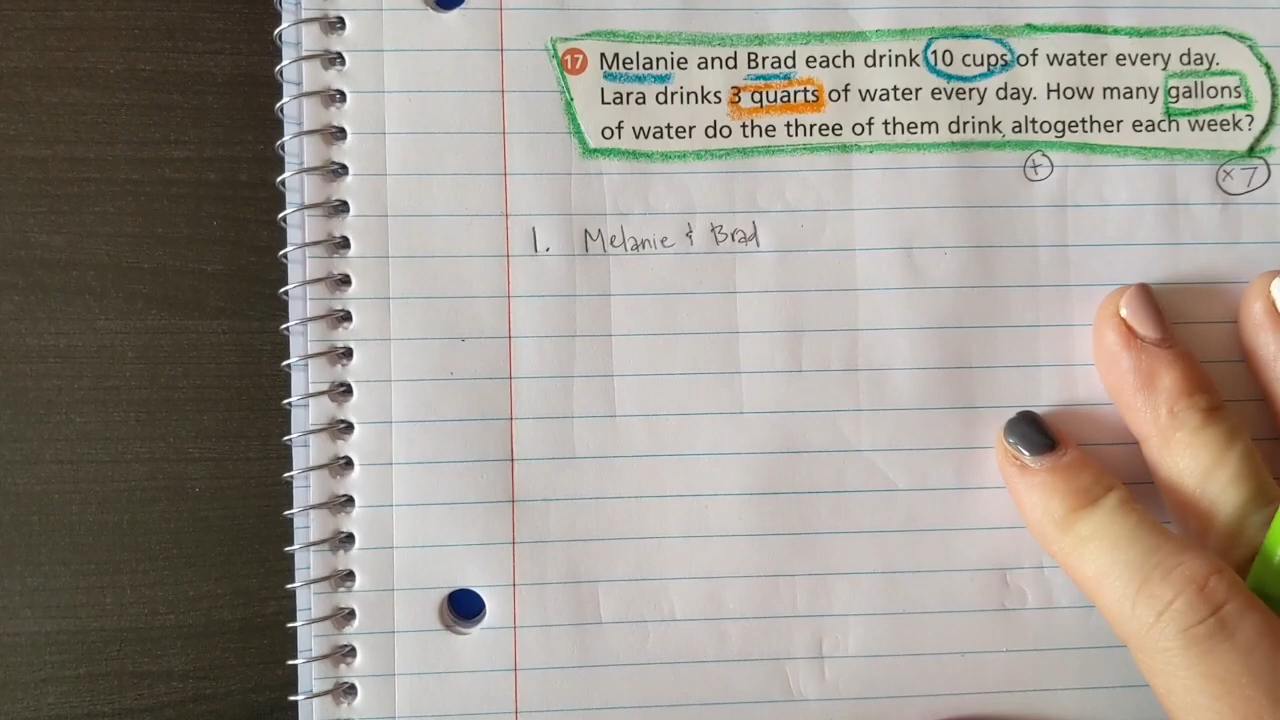 17 Melanie and Brad each drink 10 cups of water every day.
Lara drinks 3 quarts of water every day. How many gallons
of water do the three of them drink altogether each week?
+ ×7
1. Melanie & Brad